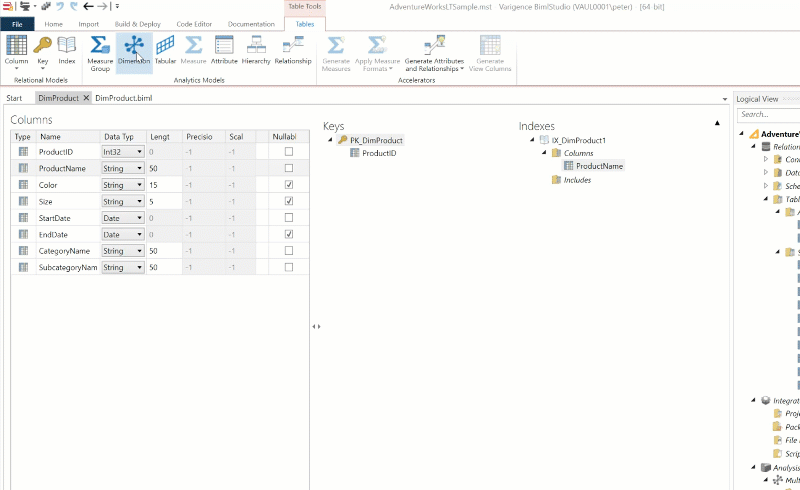 Table Tools
AdventureWorksLTSample.mst - Varigence BimlStudio (VAUL0001\peter) [64 bit]
File
Home
Import
Build & Deploy
Code Editor
Documentation
Tables
Column
Key
Index
Measure Group
Dimension
Tabular
Measure
Attribute
Hierarchy
Relationship
Generate Measures
Apply Measure Formats
Generate Attributes and Relationships
Generate View Columns
Relational Models
Analytics Models
Accelerators
Start
DimProduct
DimProduct.biml
Logical View
Columns
Type Name Data Typ Lengt Precisio Scal Nullabl
ProductID Int32 0 -1 -1
ProductName String 50 -1 -1
Color String 15 -1 -1
Size String 5 -1 -1
StartDate Date 0 -1 -1
EndDate Date 0 -1 -1
CategoryName String 50 -1 -1
SubcategoryNam String 50 -1 -1
Keys
PK_DimProduct
ProductID
Indexes
IX_DimProduct1
Columns
ProductName
Includes
Search...
AdventureW
Relation
Con
Data
Sche
Tabl
A
S
Integrat
Proje
Pack
File
Scrip
Analysis
Mult